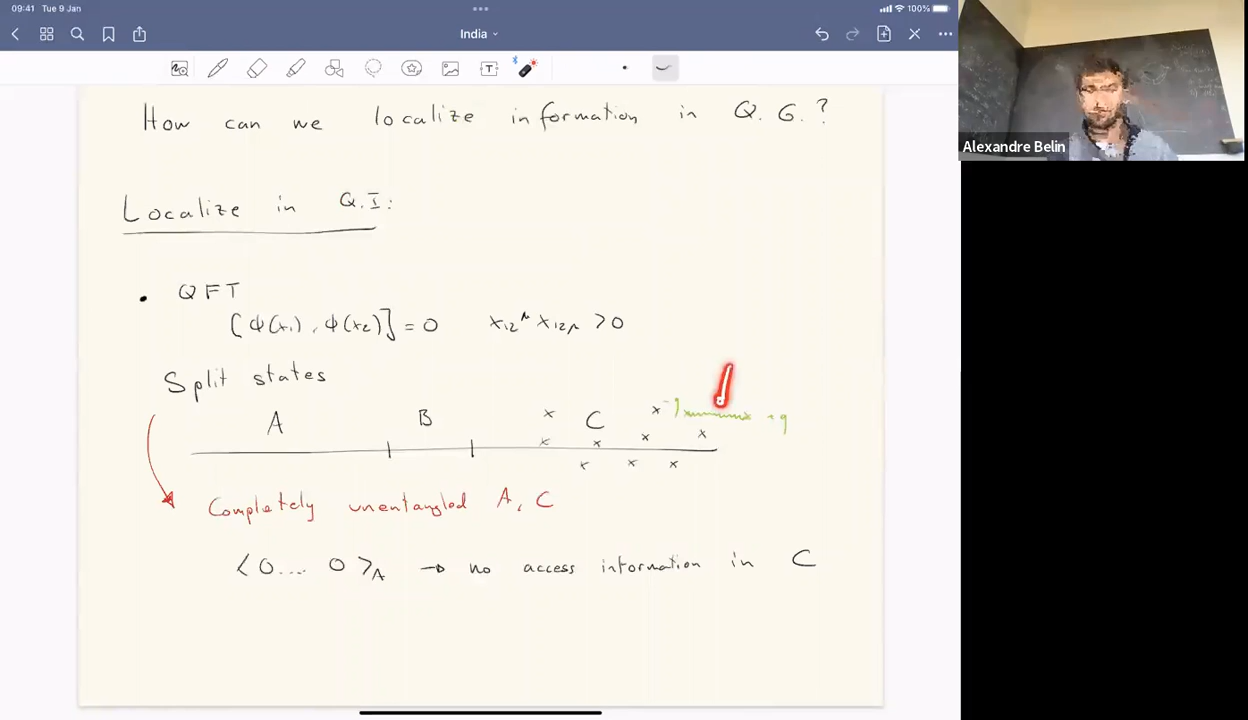 09:41 Tue 9 Jan
100%
India
Alexandre Belin
How can we localize information in Q. G.?
Localize in Q.I:
• QFT
[ϕ(x₁), ϕ(x₂)] = 0 x₁₂^μ x₁₂μ > 0
Split states
A B C
-q +q
Completely unentangled A, C
<O.... O>_A → no access information in C